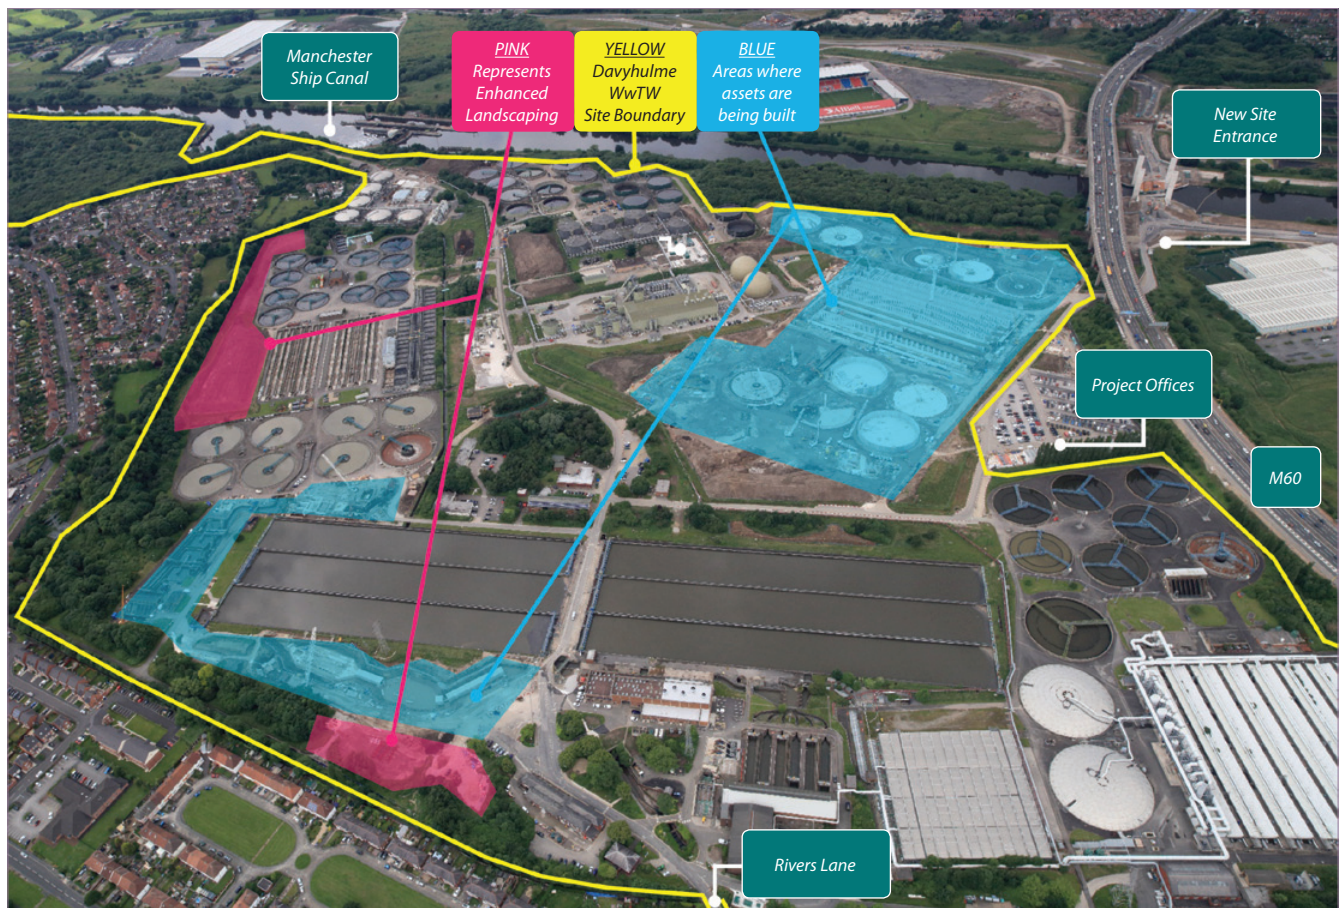 Manchester
Ship Canal
PINK
Represents
Enhanced
Landscaping
YELLOW
Davyhulme
WwTW
Site Boundary
BLUE
Areas where
assets are
being built
New Site
Entrance
Project Offices
M60
Rivers Lane